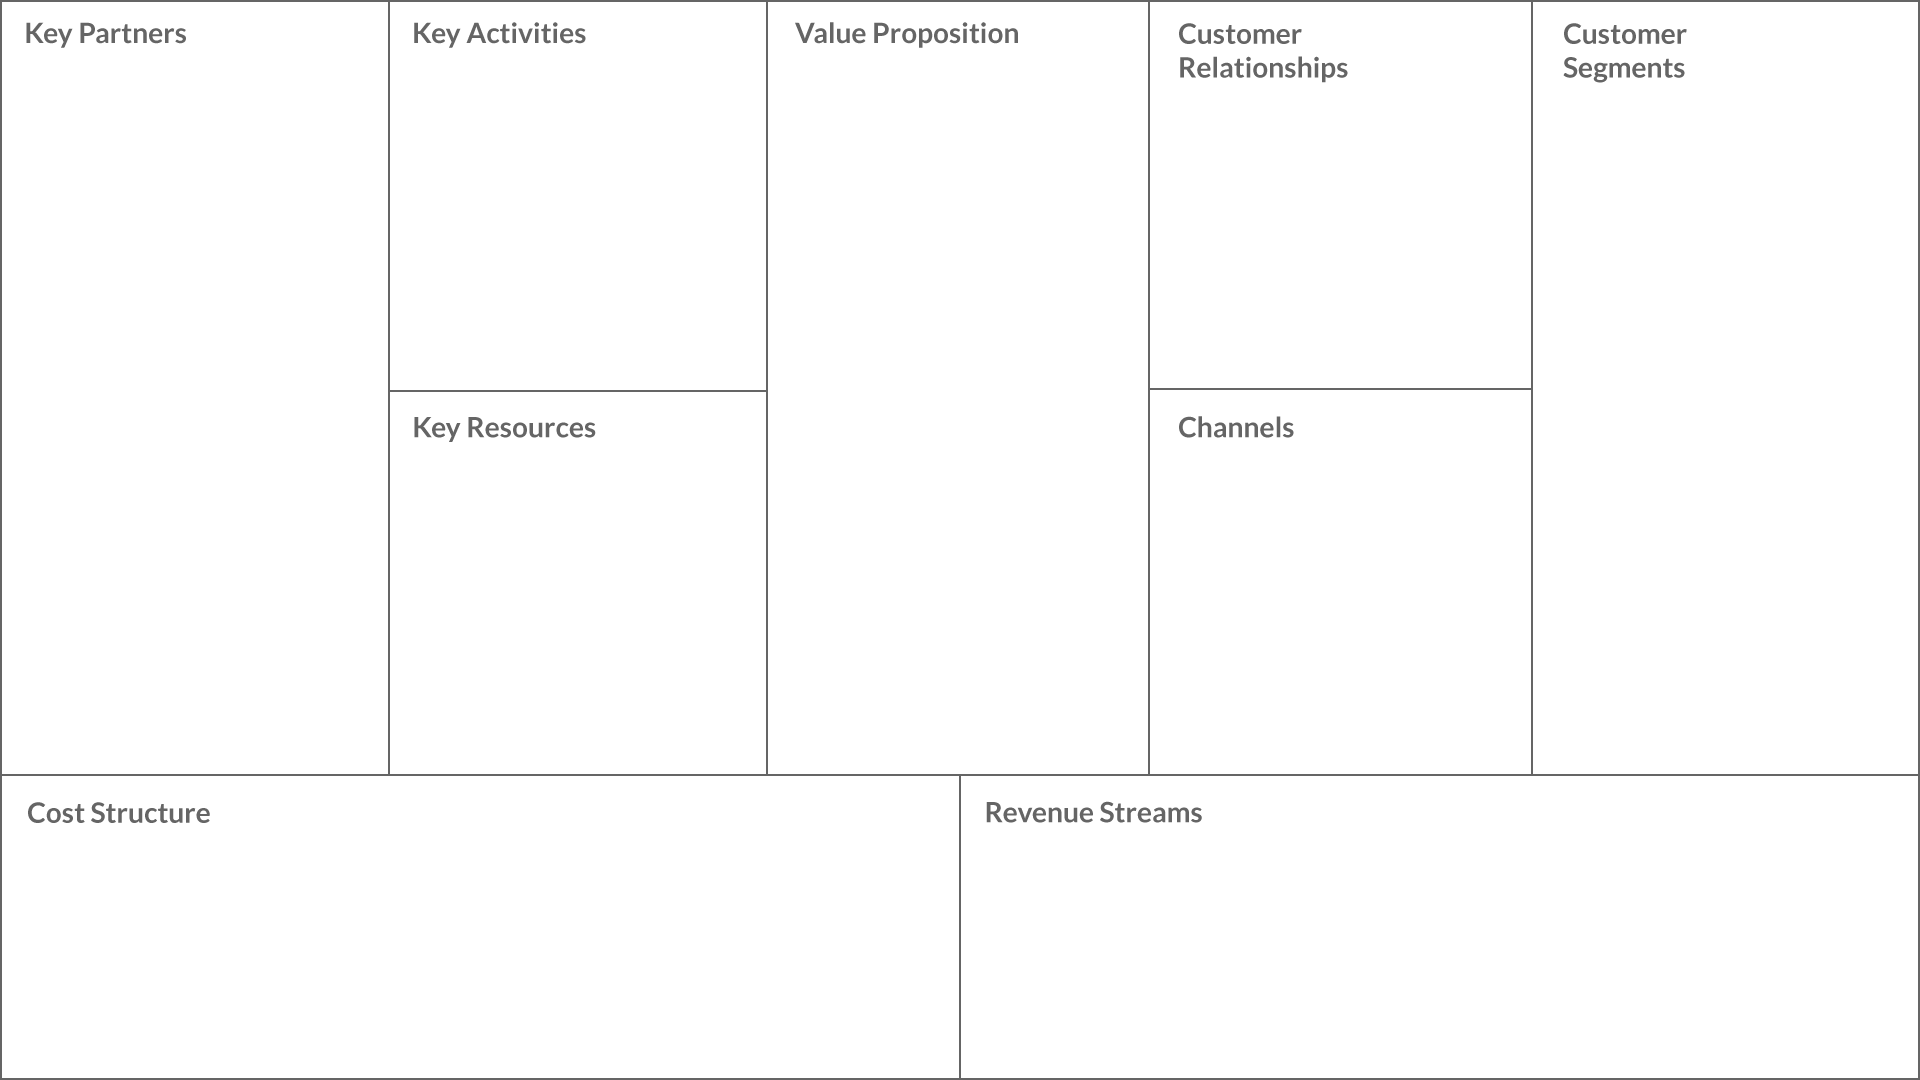 Key Partners
Key Activities
Value Proposition
Customer
Relationships
Customer
Segments
Key Resources
Channels
Cost Structure
Revenue Streams